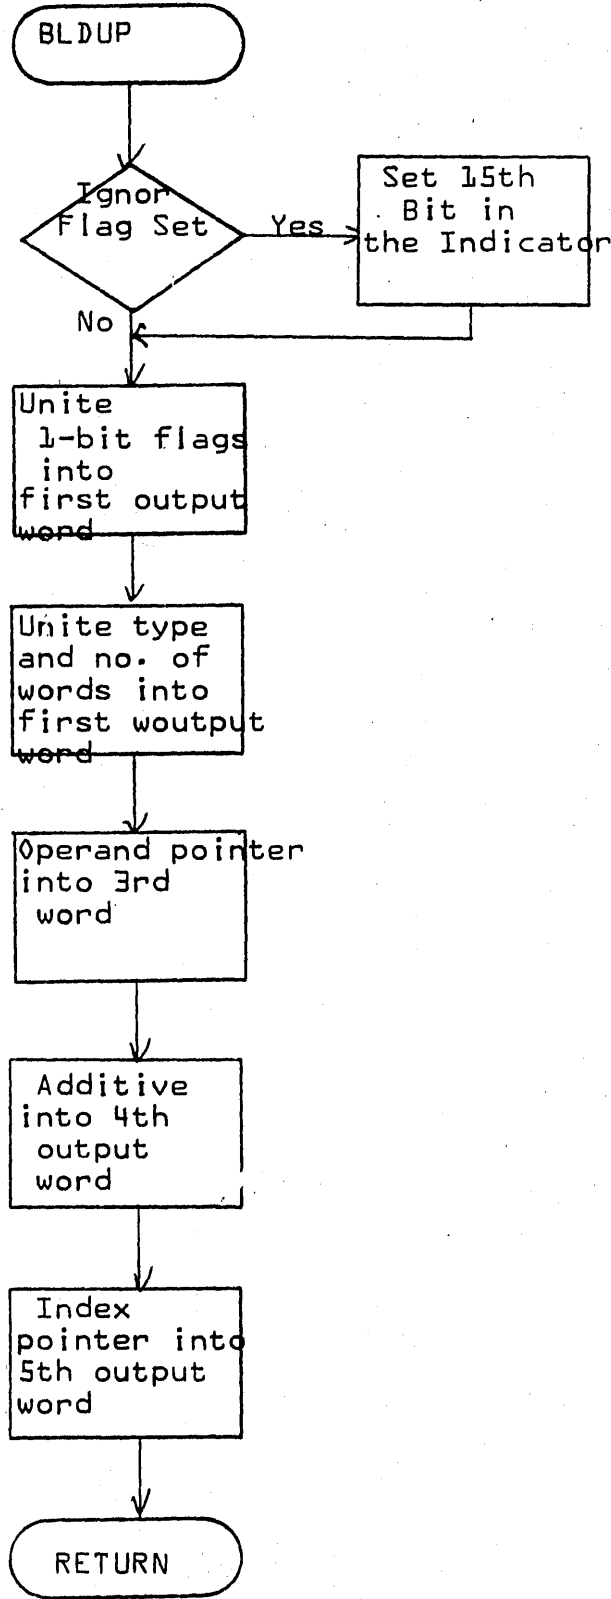 BLDUP
Ignor
Flag Set
Yes
Set 15th
Bit in
the Indicator
No
Unite
1-bit flags
into
first output
word
Unite type
and no. of
words into
first woutput
word
Operand pointer
into 3rd
word
Additive
into 4th
output
word
Index
pointer into
5th output
word
RETURN